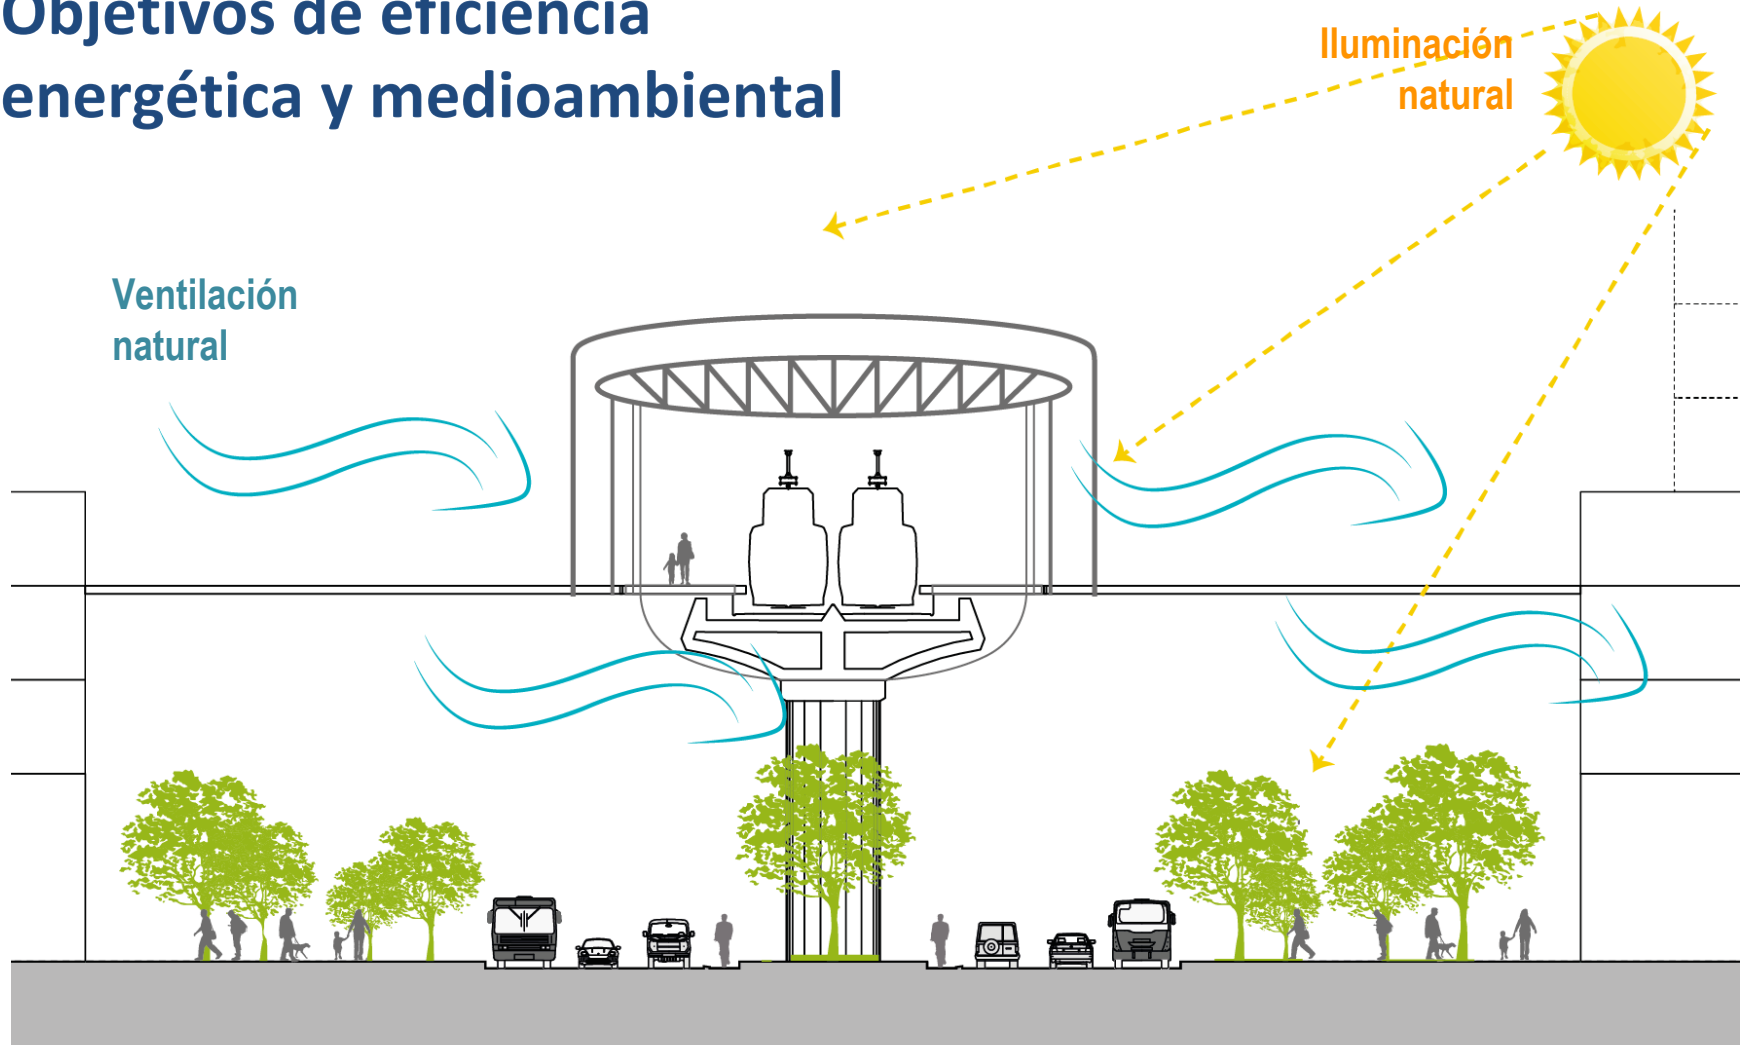 Objetivos de eficiencia
energética y medioambiental
Iluminación
natural
Ventilación
natural